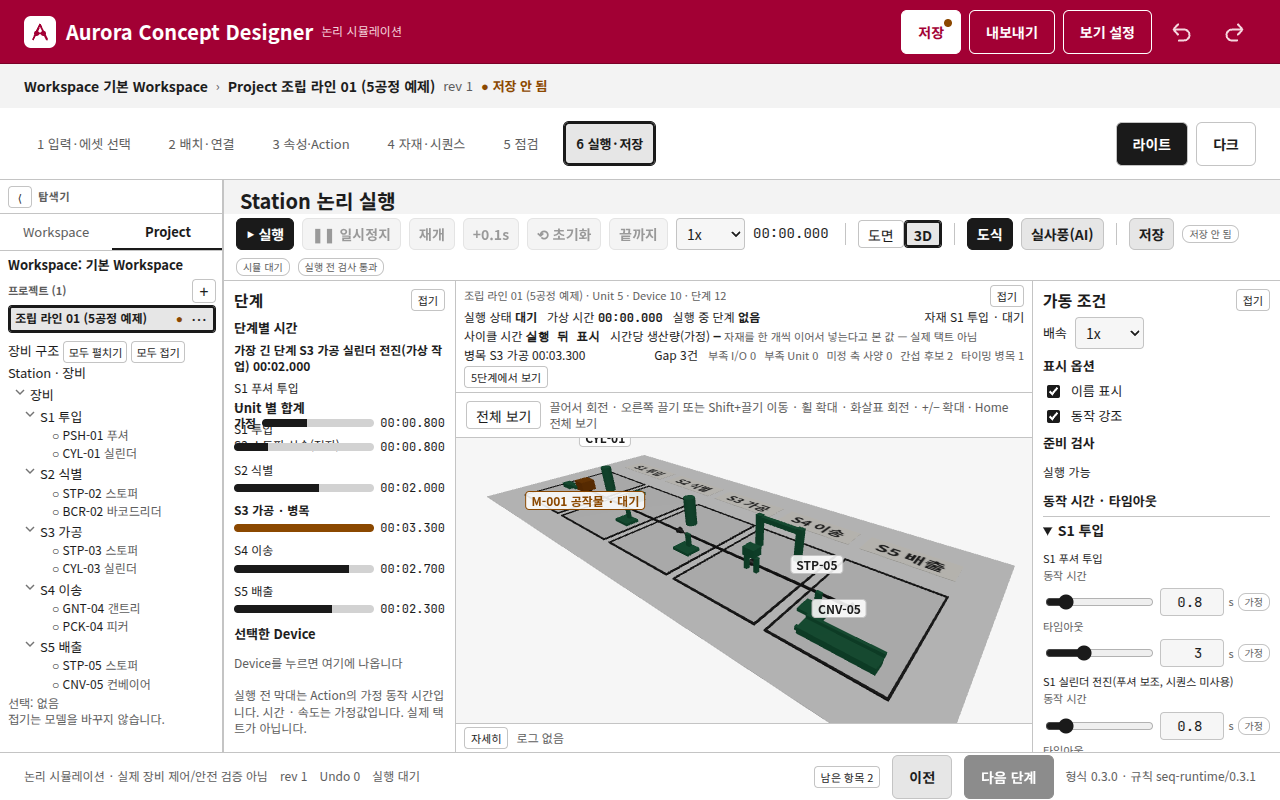 Aurora Concept Designer 논리 시뮬레이션 저장 내보내기 보기 설정
Workspace 기본 Workspace › Project 조립 라인 01 (5공정 예제) rev 1 ● 저장 안 됨
1 입력·에셋 선택 2 배치·연결 3 속성·Action 4 자재·시퀀스 5 점검 6 실행·저장 라이트 다크
⟨ 탐색기
Workspace Project
Workspace: 기본 Workspace
프로젝트 (1) +
조립 라인 01 (5공정 예제) ● ···
장비 구조 모두 펼치기 모두 접기
Station · 장비
장비
S1 투입
○ PSH-01 푸셔
○ CYL-01 실린더
S2 식별
○ STP-02 스토퍼
○ BCR-02 바코드리더
S3 가공
○ STP-03 스토퍼
○ CYL-03 실린더
S4 이송
○ GNT-04 갠트리
○ PCK-04 피커
S5 배출
○ STP-05 스토퍼
○ CNV-05 컨베이어
선택: 없음
접기는 모델을 바꾸지 않습니다.
Station 논리 실행
▶ 실행 ❚❚ 일시정지 재개 +0.1s ⟲ 초기화 끝까지 1x 00:00.000 도면 3D 도식 실사풍(AI) 저장 저장 안 됨
시뮬 대기 실행 전 검사 통과
단계 접기
단계별 시간
가장 긴 단계 S3 가공 실린더 전진(가상 작
업) 00:02.000
S1 푸셔 투입
Unit 별 합계
가정 00:00.800
S1 투입
00:00.800
S2 식별
00:02.000
S3 가공 · 병목
00:03.300
S4 이송
00:02.700
S5 배출
00:02.300
선택한 Device
Device를 누르면 여기에 나옵니다
실행 전 막대는 Action의 가정 동작 시간입
니다. 시간 · 속도는 가정값입니다. 실제 택
트가 아닙니다.
조립 라인 01 (5공정 예제) · Unit 5 · Device 10 · 단계 12 접기
실행 상태 대기 가상 시간 00:00.000 실행 중 단계 없음 자재 S1 투입 · 대기
사이클 시간 실행 뒤 표시 시간당 생산량(가정) — 자재를 한 개씩 이어서 넣는다고 본 값 — 실제 택트 아님
병목 S3 가공 00:03.300 Gap 3건 부족 I/O 0 부족 Unit 0 미정 축 사양 0 간섭 후보 2 타이밍 병목 1
5단계에서 보기
전체 보기 끌어서 회전 · 오른쪽 끌기 또는 Shift+끌기 이동 · 휠 확대 · 화살표 회전 · +/− 확대 · Home
전체 보기
CYL-01
S1 투입 S2 식별 S3 가공 S4 이송 S5 배출
M-001 공작물 · 대기
STP-05
CNV-05
자세히 로그 없음
가동 조건 접기
배속 1x
표시 옵션
이름 표시
동작 강조
준비 검사
실행 가능
동작 시간 · 타임아웃
▼ S1 투입
S1 푸셔 투입
동작 시간
0.8 s 가정
타임아웃
3 s 가정
S1 실린더 전진(푸셔 보조, 시퀀스 미사용)
동작 시간
0.8 s 가정
타임아웃
논리 시뮬레이션 · 실제 장비 제어/안전 검증 아님 rev 1 Undo 0 실행 대기 남은 항목 2 이전 다음 단계 형식 0.3.0 · 규칙 seq-runtime/0.3.1